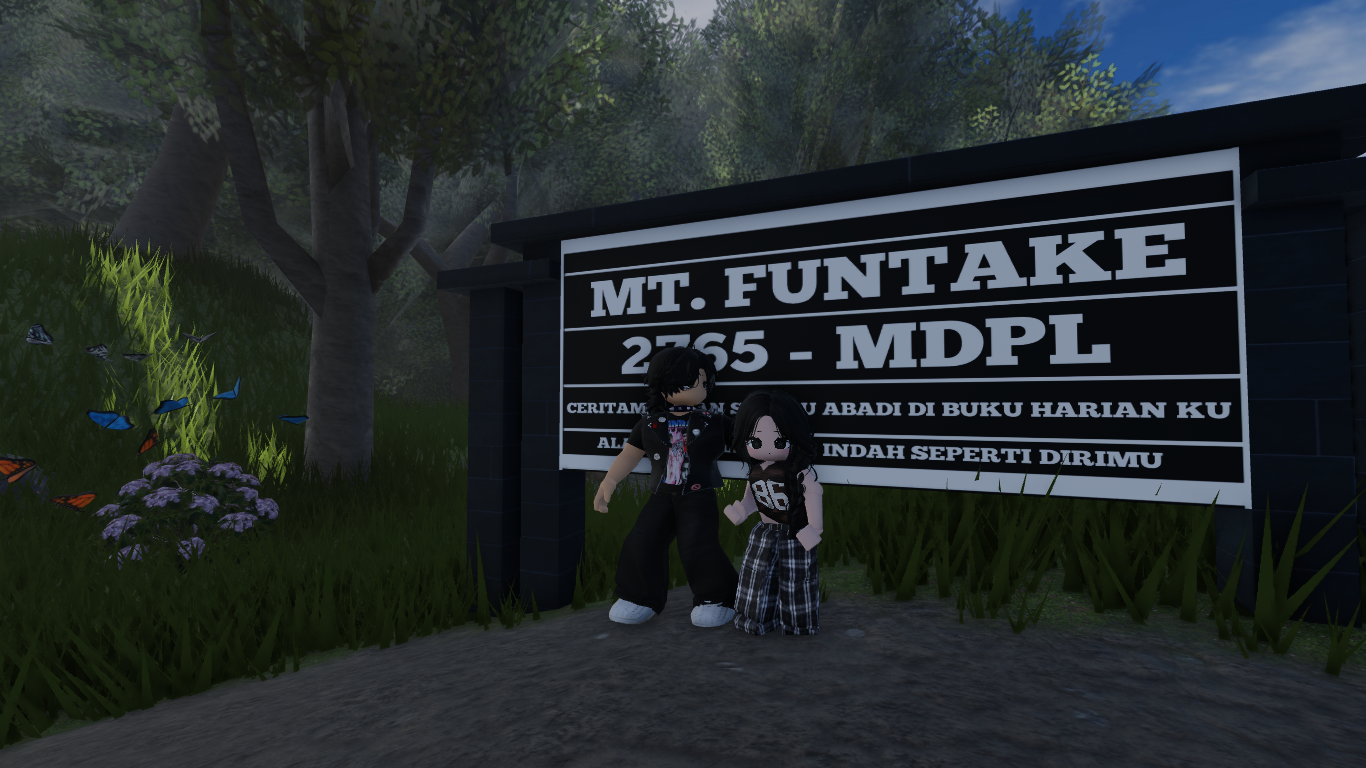 MT. FUNTAKE
2765 - MDPL
ABADI DI BUKU HARIAN KU
INDAH SEPERTI DIRIMU
86